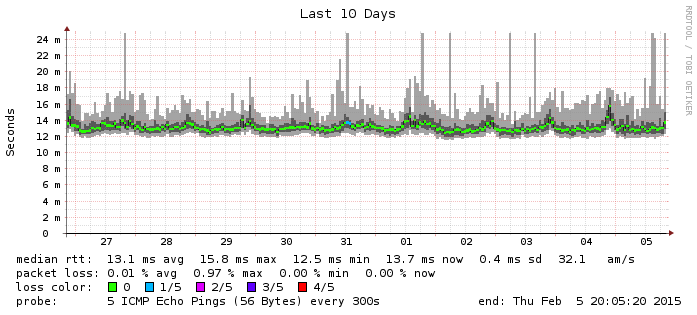 Last 10 Days
RRDTOOL / TOBI OETIKER
Seconds
24 m
22 m
20 m
18 m
16 m
14 m
12 m
10 m
8 m
6 m
4 m
2 m
0
27 28 29 30 31 01 02 03 04 05
median rtt: 13.1 ms avg 15.8 ms max 12.5 ms min 13.7 ms now 0.4 ms sd 32.1 am/s
packet loss: 0.01 % avg 0.97 % max 0.00 % min 0.00 % now
loss color: 0 1/5 2/5 3/5 4/5
probe: 5 ICMP Echo Pings (56 Bytes) every 300s end: Thu Feb 5 20:05:20 2015